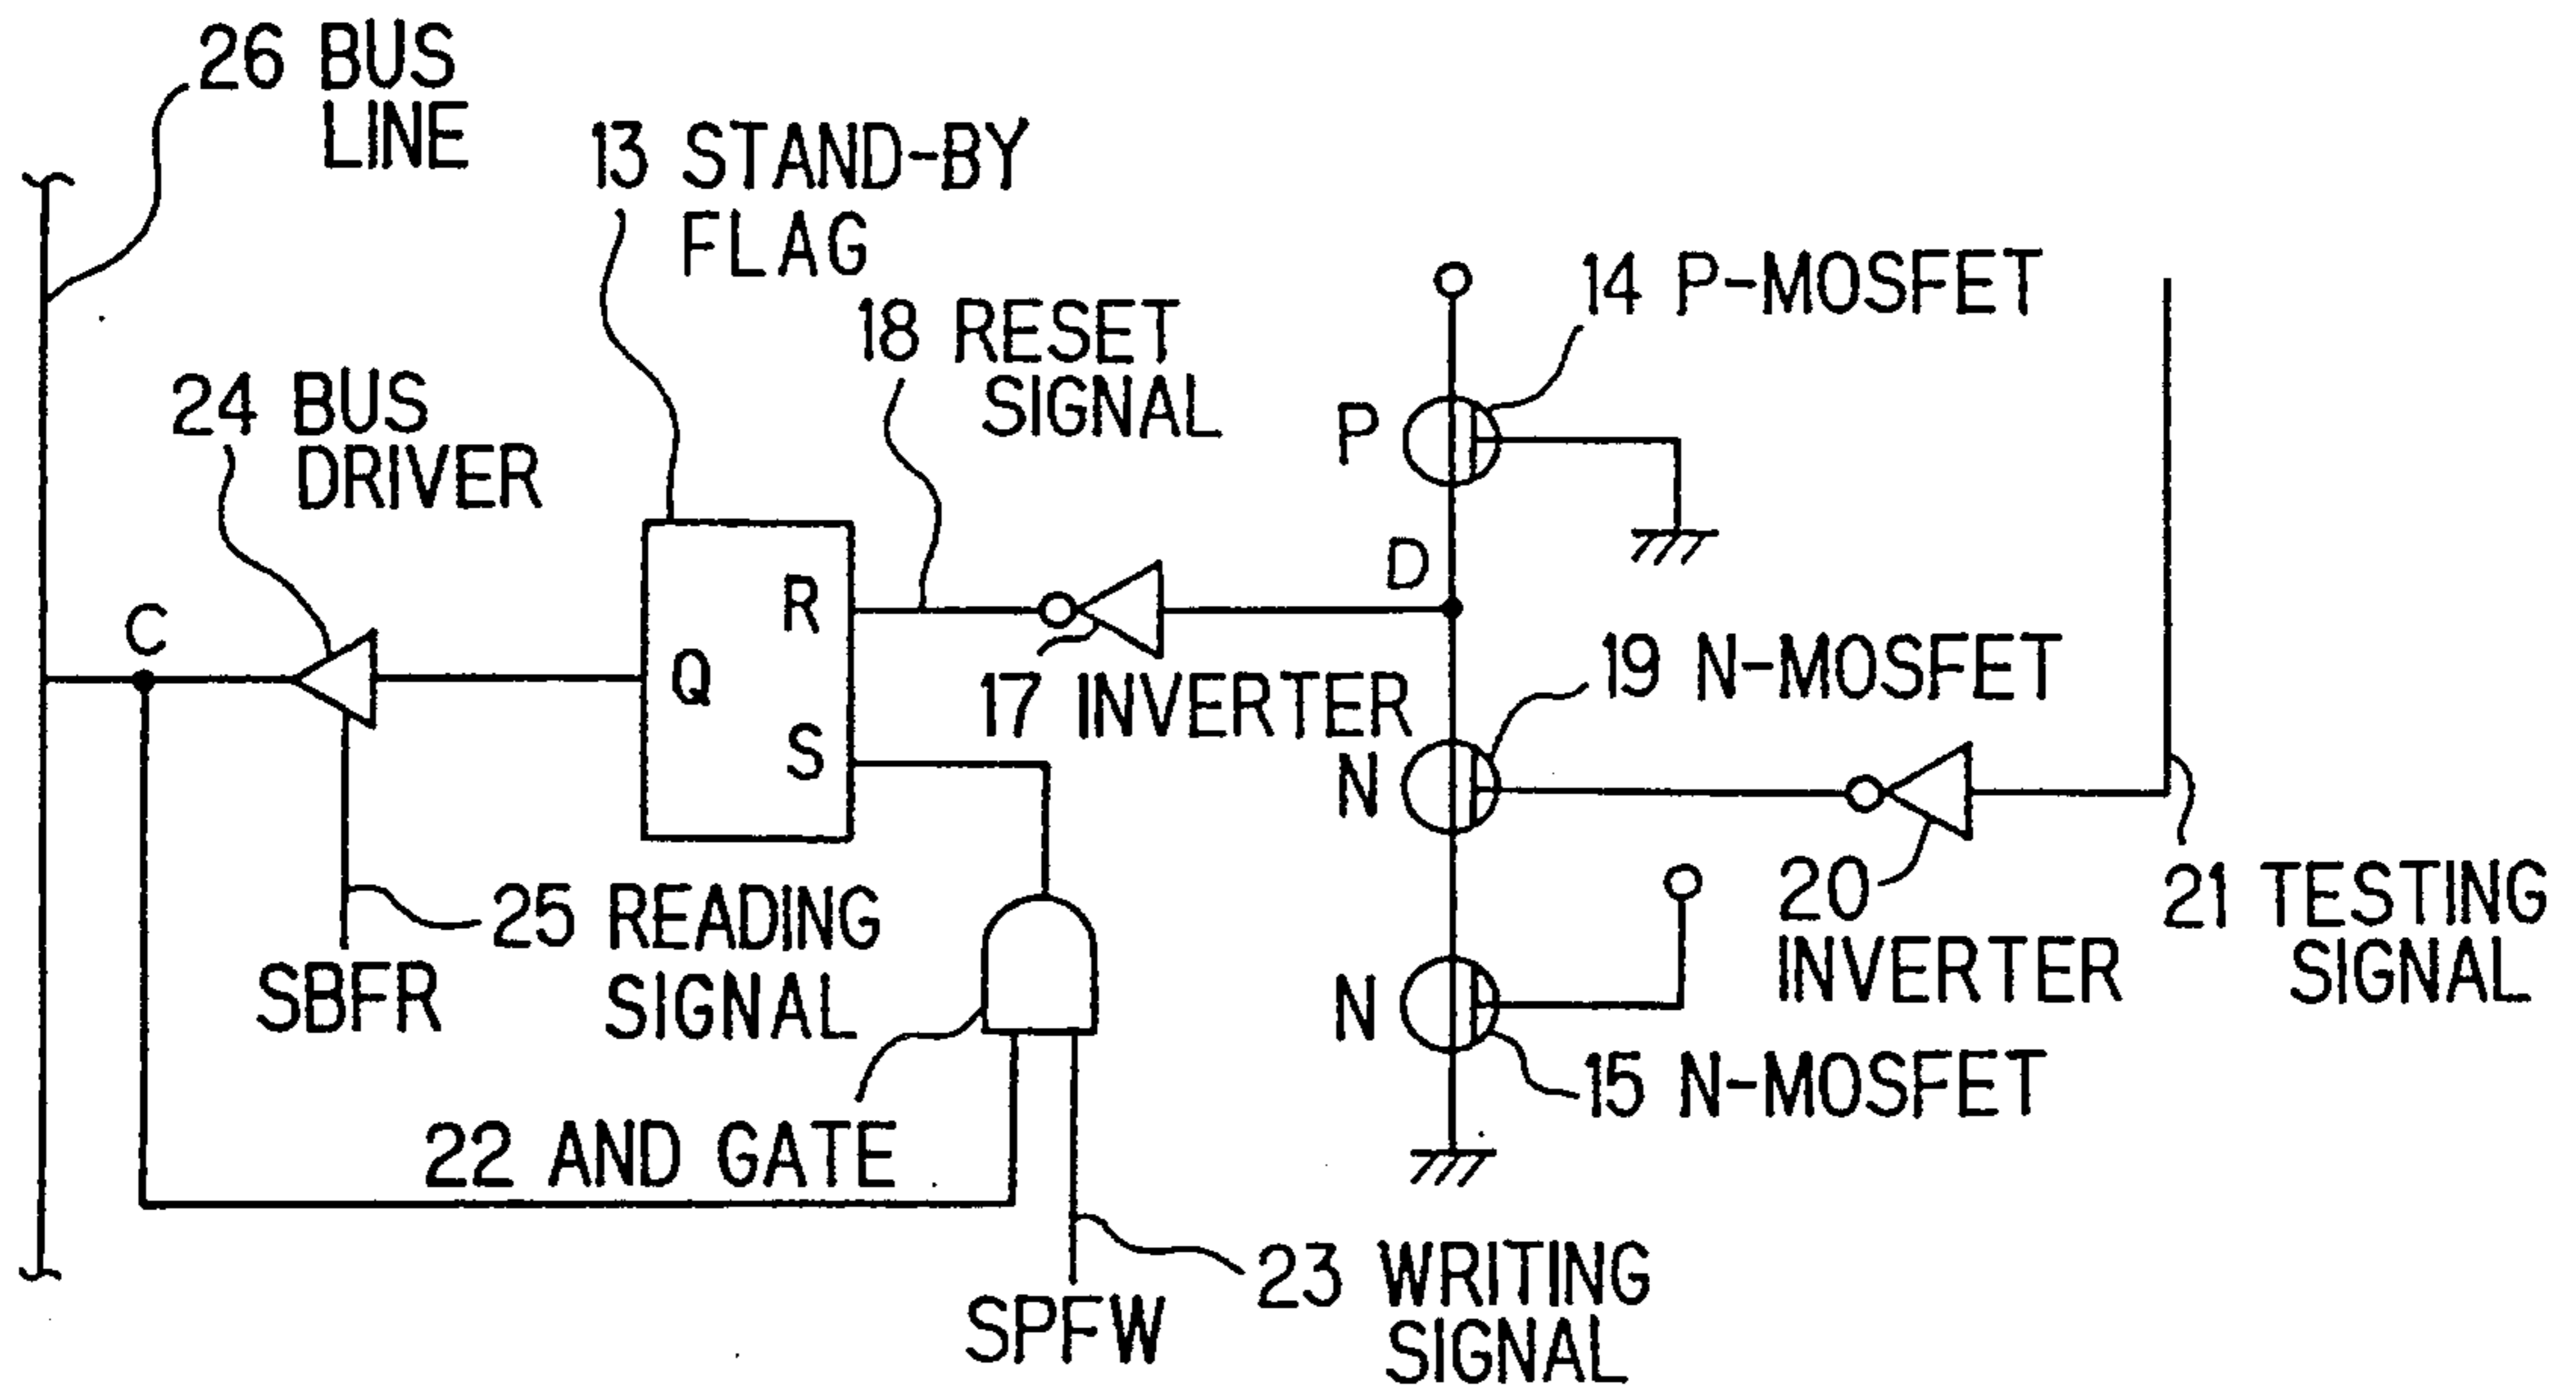 26 BUS
LINE
13 STAND-BY
FLAG
18 RESET
SIGNAL
14 P-MOSFET
24 BUS
DRIVER
P
D
C
R
Q
S
17 INVERTER
19 N-MOSFET
N
20
INVERTER
21 TESTING
SIGNAL
25 READING
SIGNAL
SBFR
N
15 N-MOSFET
22 AND GATE
23 WRITING
SIGNAL
SPFW